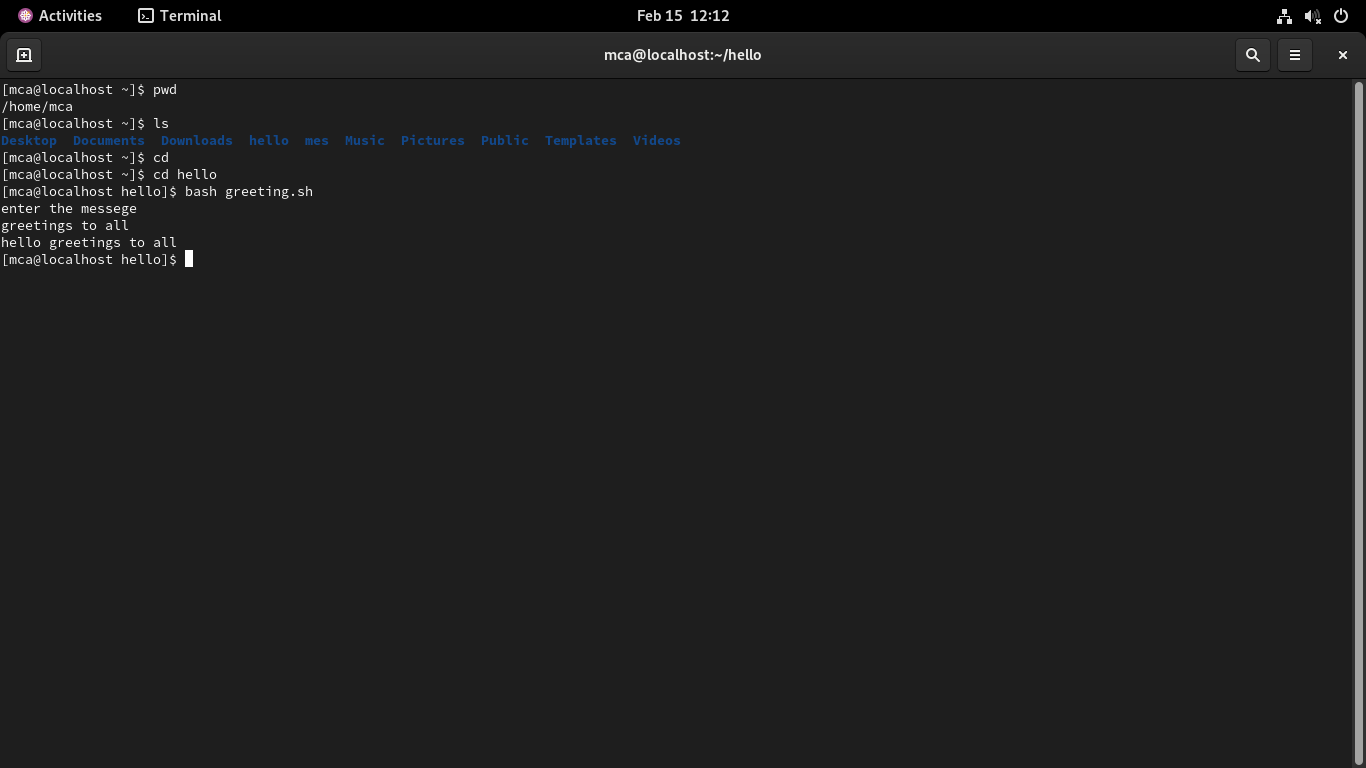 Activities Terminal Feb 15 12:12
mca@localhost:~/hello
[mca@localhost ~]$ pwd
/home/mca
[mca@localhost ~]$ ls
Desktop Documents Downloads hello mes Music Pictures Public Templates Videos
[mca@localhost ~]$ cd
[mca@localhost ~]$ cd hello
[mca@localhost hello]$ bash greeting.sh
enter the messege
greetings to all
hello greetings to all
[mca@localhost hello]$